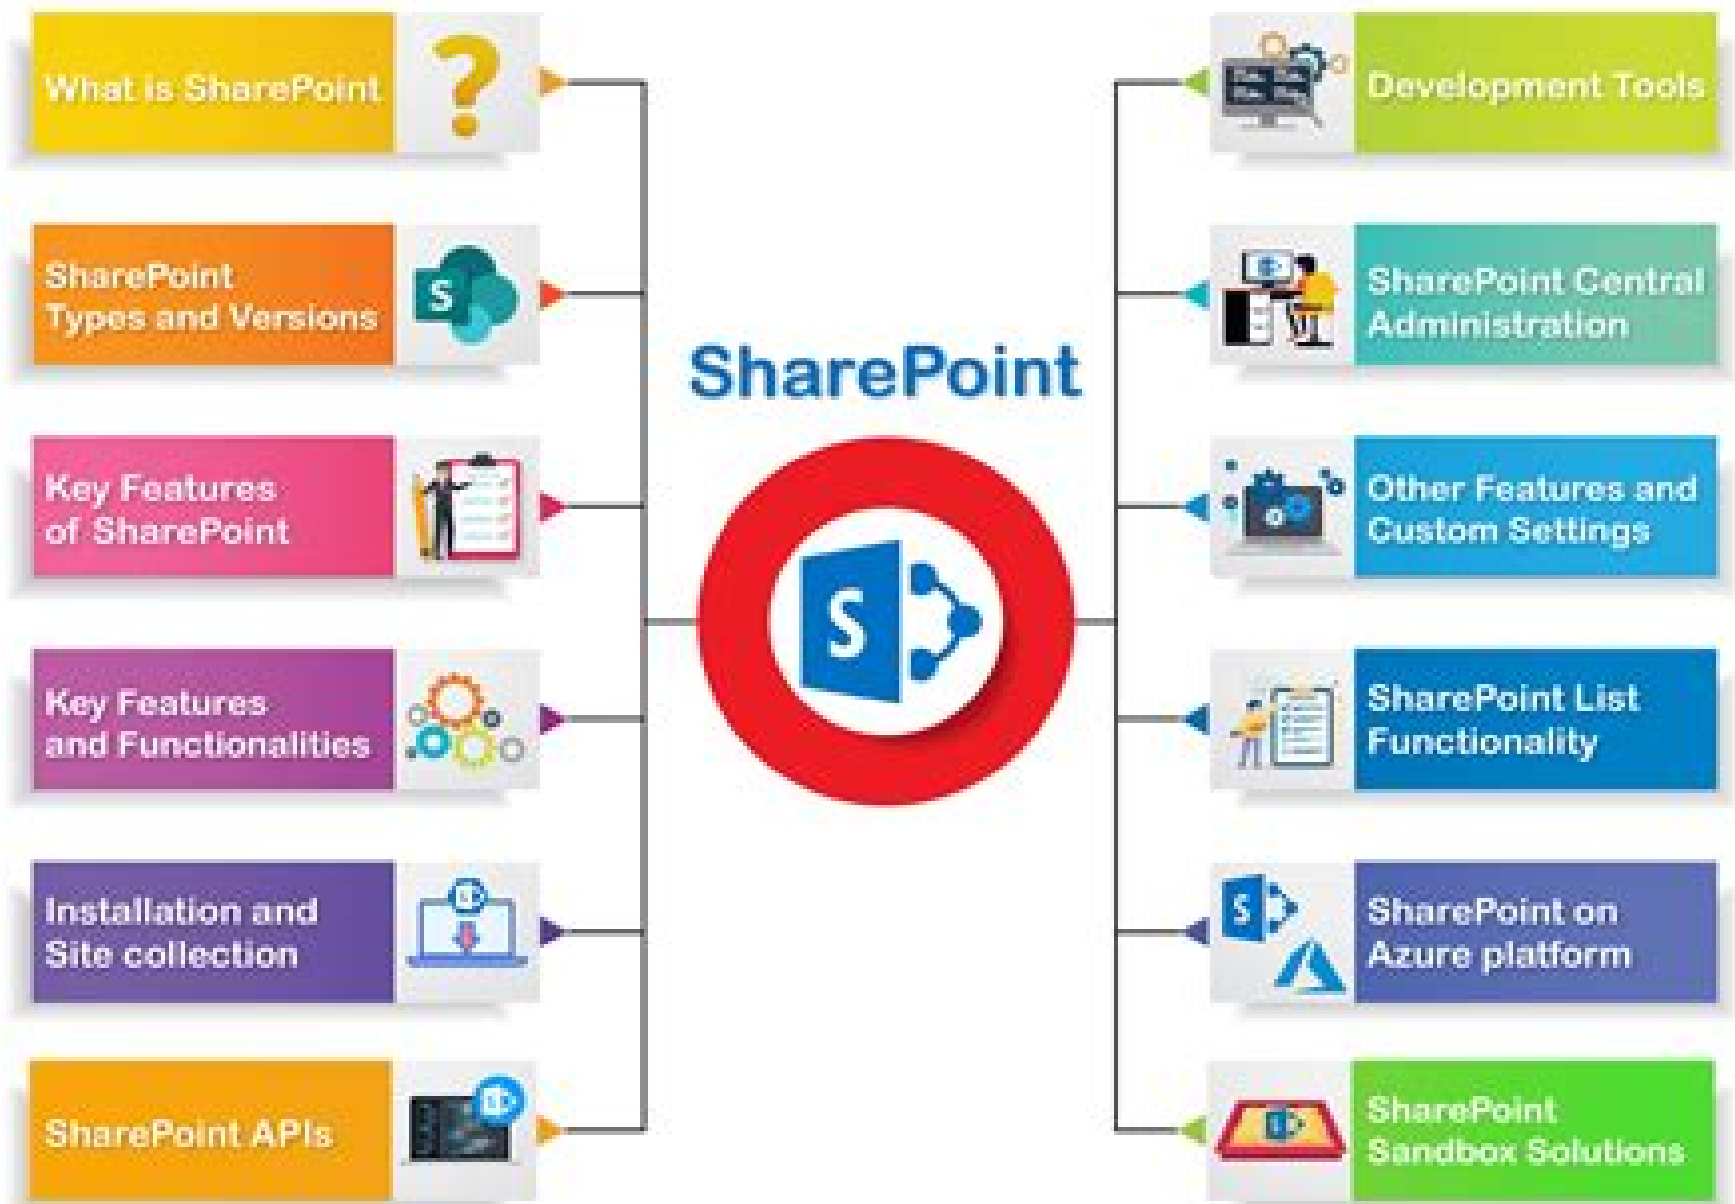 What is SharePoint
SharePoint
Types and Versions
S
Key Features
of SharePoint
Key Features
and Functionalities
Installation and
Site collection
SharePoint APIs
SharePoint
S
Development Tools
SharePoint Central
Administration
Other Features and
Custom Settings
SharePoint List
Functionality
S
SharePoint on
Azure platform
SharePoint
Sandbox Solutions